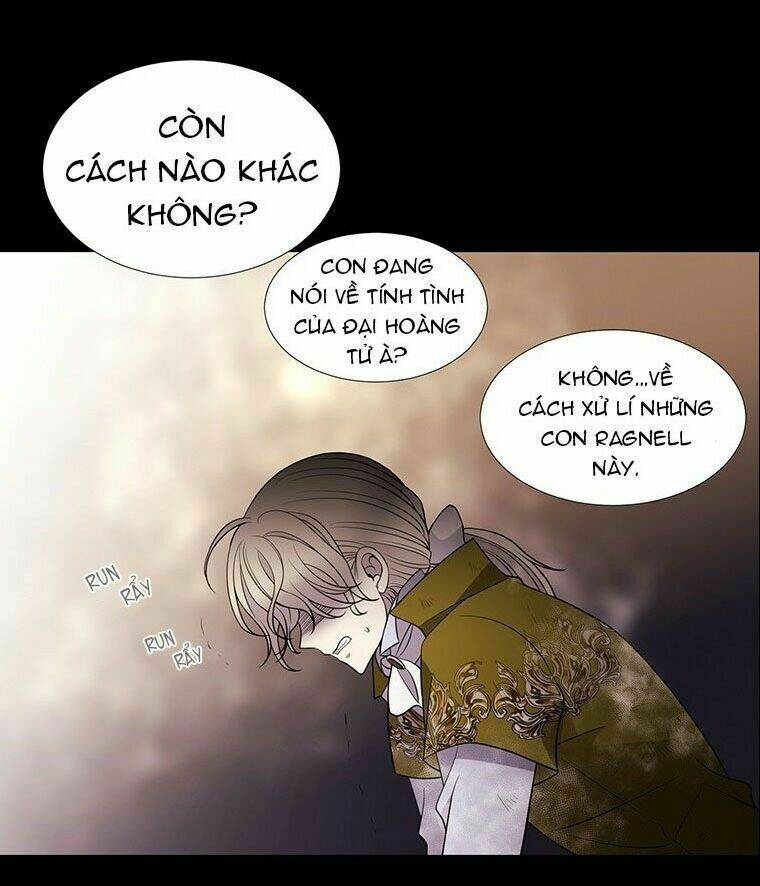 CÒN
CÁCH NÀO KHÁC
KHÔNG?
CON ĐANG
NÓI VỀ TÍNH TÌNH
CỦA ĐẠI HOÀNG
TỬ À?
KHÔNG...VỀ
CÁCH XỬ LÍ NHỮNG
CON RAGNELL
NÀY.
RUN
RẨY
RUN
RẨY